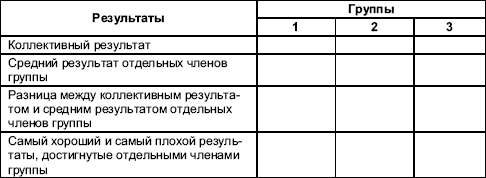 Результаты
Группы
1 2 3
Коллективный результат
Средний результат отдельных членов
группы
Разница между коллективным результа-
том и средним результатом отдельных
членов группы
Самый хороший и самый плохой резуль-
таты, достигнутые отдельными членами
группы